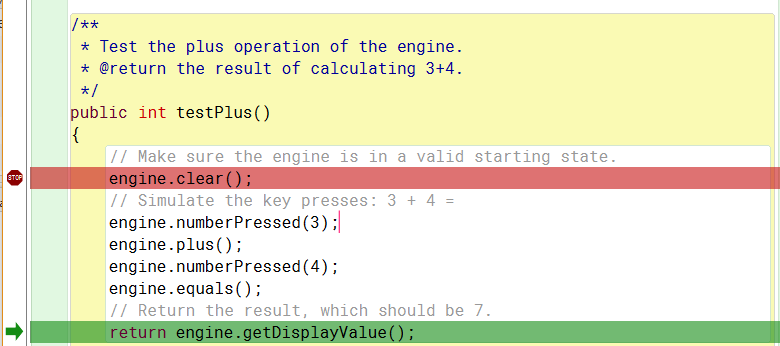 /**
 * Test the plus operation of the engine.
 * @return the result of calculating 3+4.
 */
public int testPlus()
{
// Make sure the engine is in a valid starting state.
STOP
engine.clear();
// Simulate the key presses: 3 + 4 =
engine.numberPressed(3);
engine.plus();
engine.numberPressed(4);
engine.equals();
// Return the result, which should be 7.
return engine.getDisplayValue();